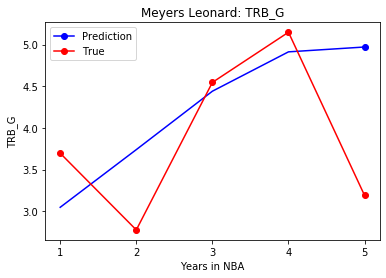 Meyers Leonard: TRB_G
Prediction
True
5.0
4.5
4.0
3.5
3.0
TRB_G
1 2 3 4 5
Years in NBA